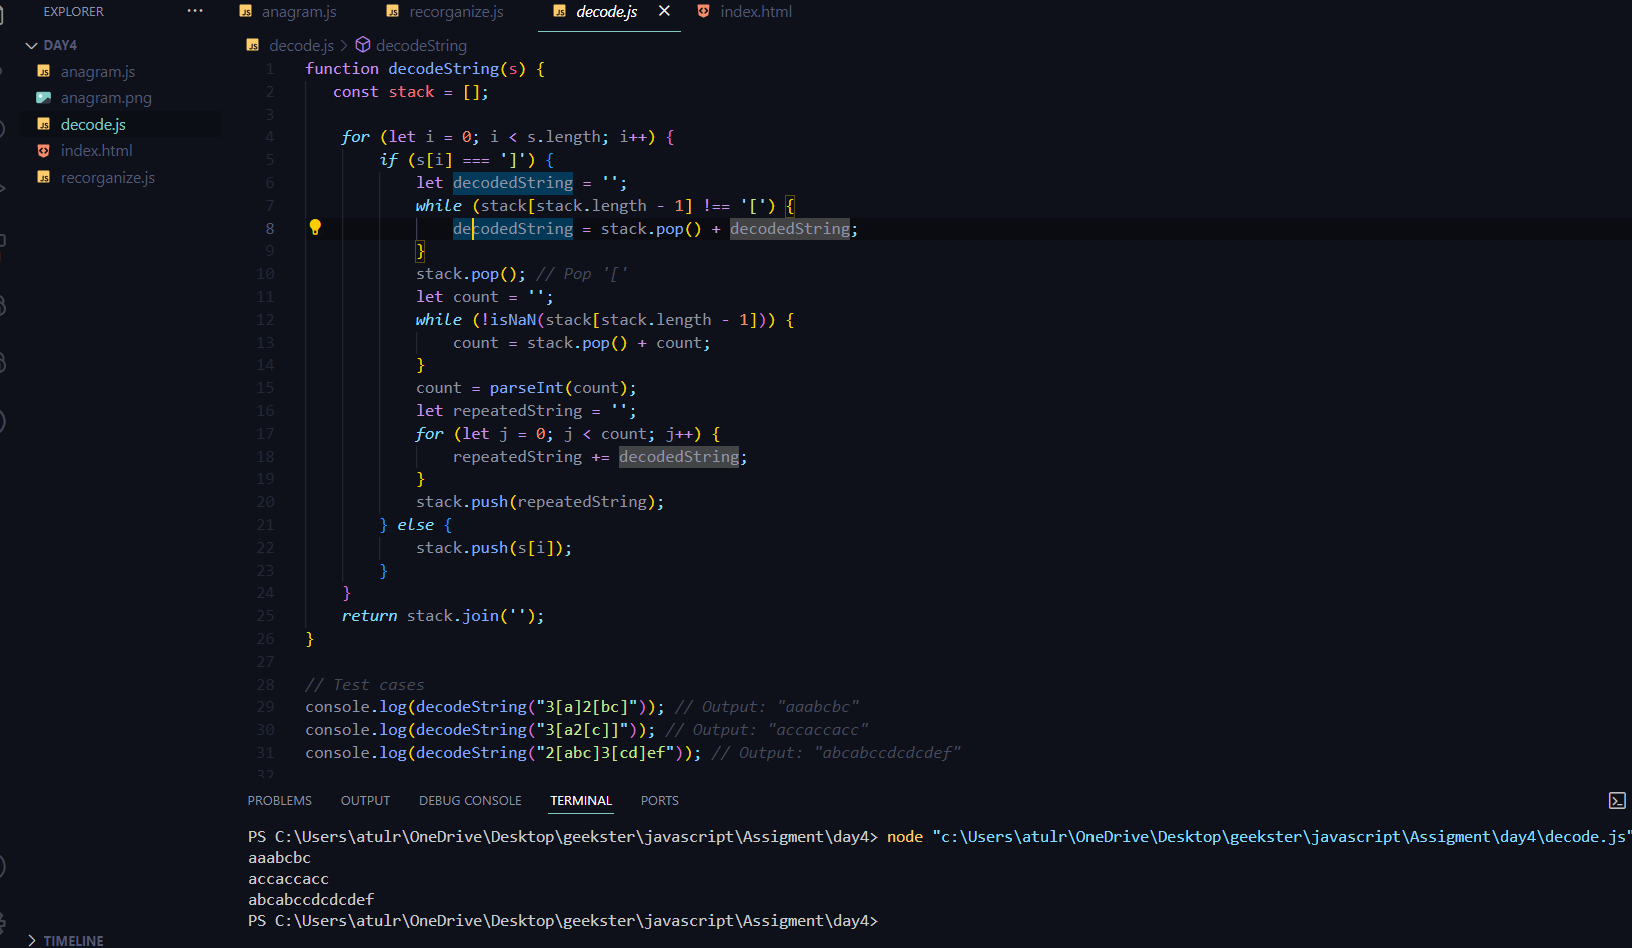 EXPLORER
···
DAY4
anagram.js
anagram.png
decode.js
index.html
recorganize.js
TIMELINE
anagram.js recorganize.js decode.js index.html
decode.js > decodeString
1 function decodeString(s) {
2 const stack = [];
3
4 for (let i = 0; i < s.length; i++) {
5 if (s[i] === ']') {
6 let decodedString = '';
7 while (stack[stack.length - 1] !== '[') {
8 decodedString = stack.pop() + decodedString;
9 }
10 stack.pop(); // Pop '['
11 let count = '';
12 while (!isNaN(stack[stack.length - 1])) {
13 count = stack.pop() + count;
14 }
15 count = parseInt(count);
16 let repeatedString = '';
17 for (let j = 0; j < count; j++) {
18 repeatedString += decodedString;
19 }
20 stack.push(repeatedString);
21 } else {
22 stack.push(s[i]);
23 }
24 }
25 return stack.join('');
26 }
27
28 // Test cases
29 console.log(decodeString("3[a]2[bc]")); // Output: "aaabcbc"
30 console.log(decodeString("3[a2[c]]")); // Output: "accaccacc"
31 console.log(decodeString("2[abc]3[cd]ef")); // Output: "abcabccdcdcdef"
32
PROBLEMS OUTPUT DEBUG CONSOLE TERMINAL PORTS
PS C:\Users\atulr\OneDrive\Desktop\geekster\javascript\Assigment\day4> node "c:\Users\atulr\OneDrive\Desktop\geekster\javascript\Assigment\day4\decode.js"
aaabcbc
accaccacc
abcabccdcdcdef
PS C:\Users\atulr\OneDrive\Desktop\geekster\javascript\Assigment\day4>